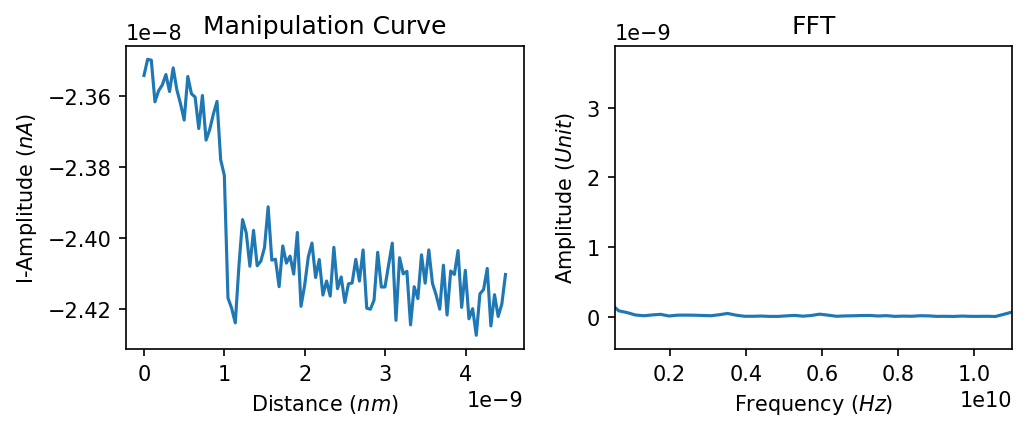 Manipulation Curve
1e−8
I-Amplitude (nA)
−2.36
−2.38
−2.40
−2.42
0 1 2 3 4
1e−9
Distance (nm)
FFT
1e−9
Amplitude (Unit)
3
2
1
0
0.2 0.4 0.6 0.8 1.0
1e10
Frequency (Hz)